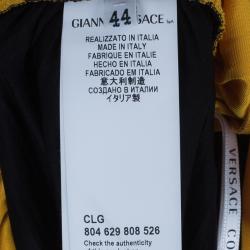 GIANN 44 SACE SpA
REALIZZATO IN ITALIA
MADE IN ITALY
FABRIQUE EN ITALIE
HECHO EN ITALIA
FABRICADO EM ITALIA
意大利制造
СОЗДАНО В ИТАЛИИ
イタリア製
CLG
804 629 808 526
Check the authenticity
VERSACE CO